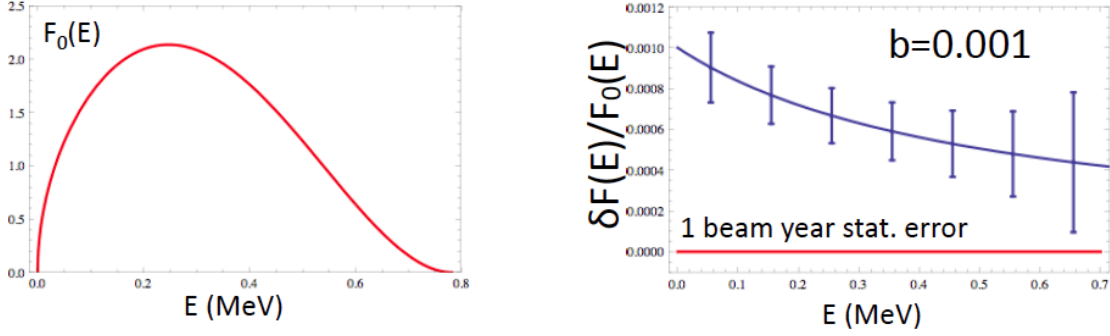 F₀(E)
2.5
2.0
1.5
1.0
0.5
0.0
0.0 0.2 0.4 0.6 0.8
E (MeV)
δF(E)/F₀(E)
0.0012
0.0010
0.0008
0.0006
0.0004
0.0002
0.0000
b=0.001
1 beam year stat. error
0.0 0.1 0.2 0.3 0.4 0.5 0.6 0.7
E (MeV)